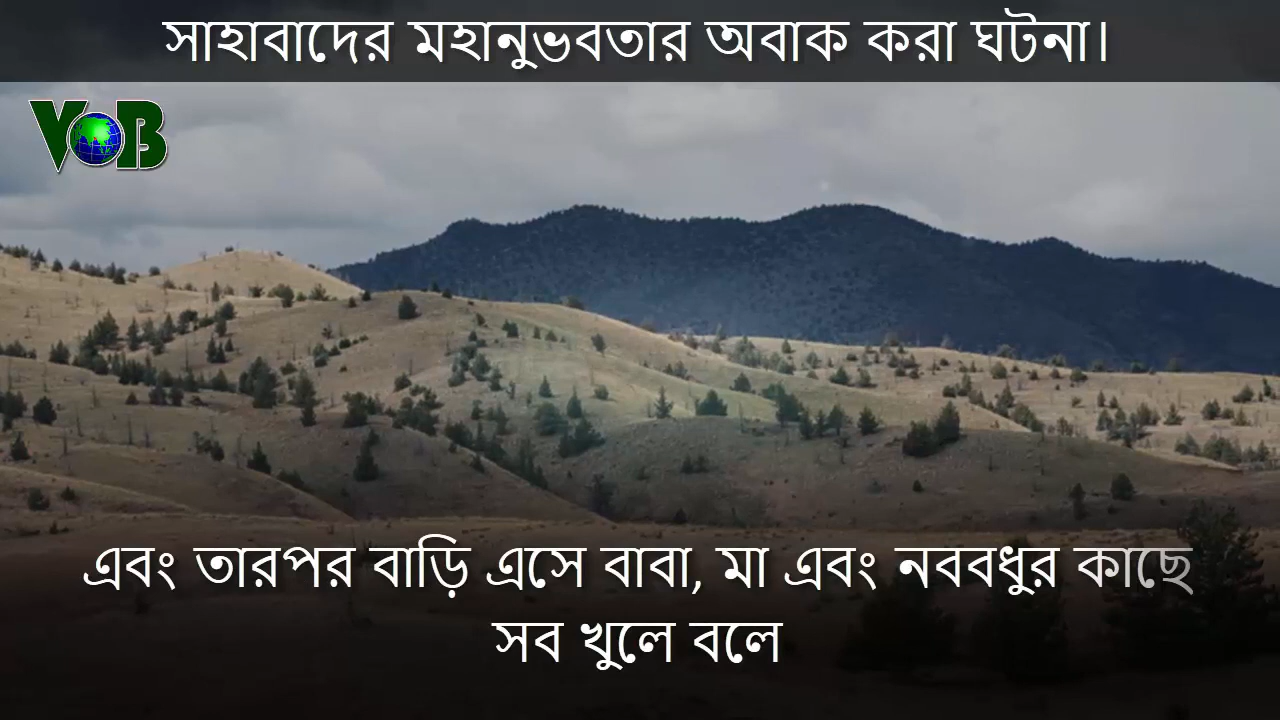 সাহাবাদের মহানুভবতার অবাক করা ঘটনা।
VOB
এবং তারপর বাড়ি এসে বাবা, মা এবং নববধুর কাছে
সব খুলে বলে